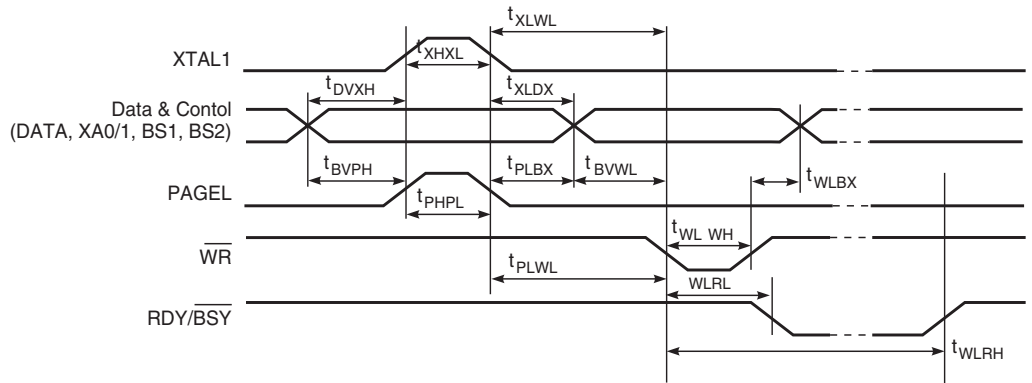 tXLWL
XTAL1
tXHXL
tDVXH
tXLDX
Data & Contol
(DATA, XA0/1, BS1, BS2)
tBVPH
tPLBX
tBVWL
tWLBX
PAGEL
tPHPL
tWL WH
WR
tPLWL
WLRL
RDY/BSY
tWLRH